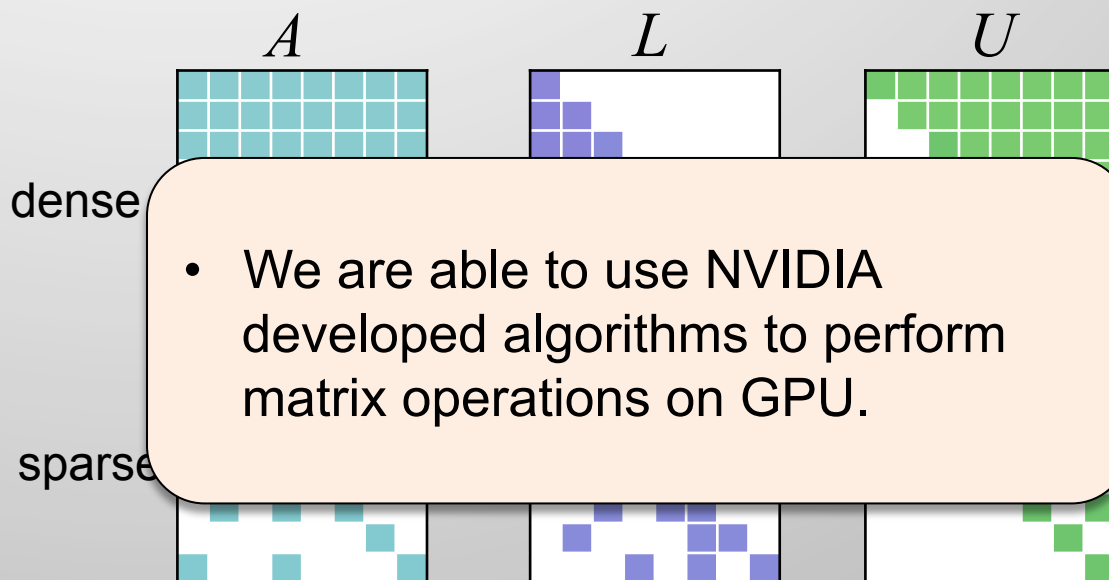 A L U
dense
• We are able to use NVIDIA
developed algorithms to perform
matrix operations on GPU.
sparse